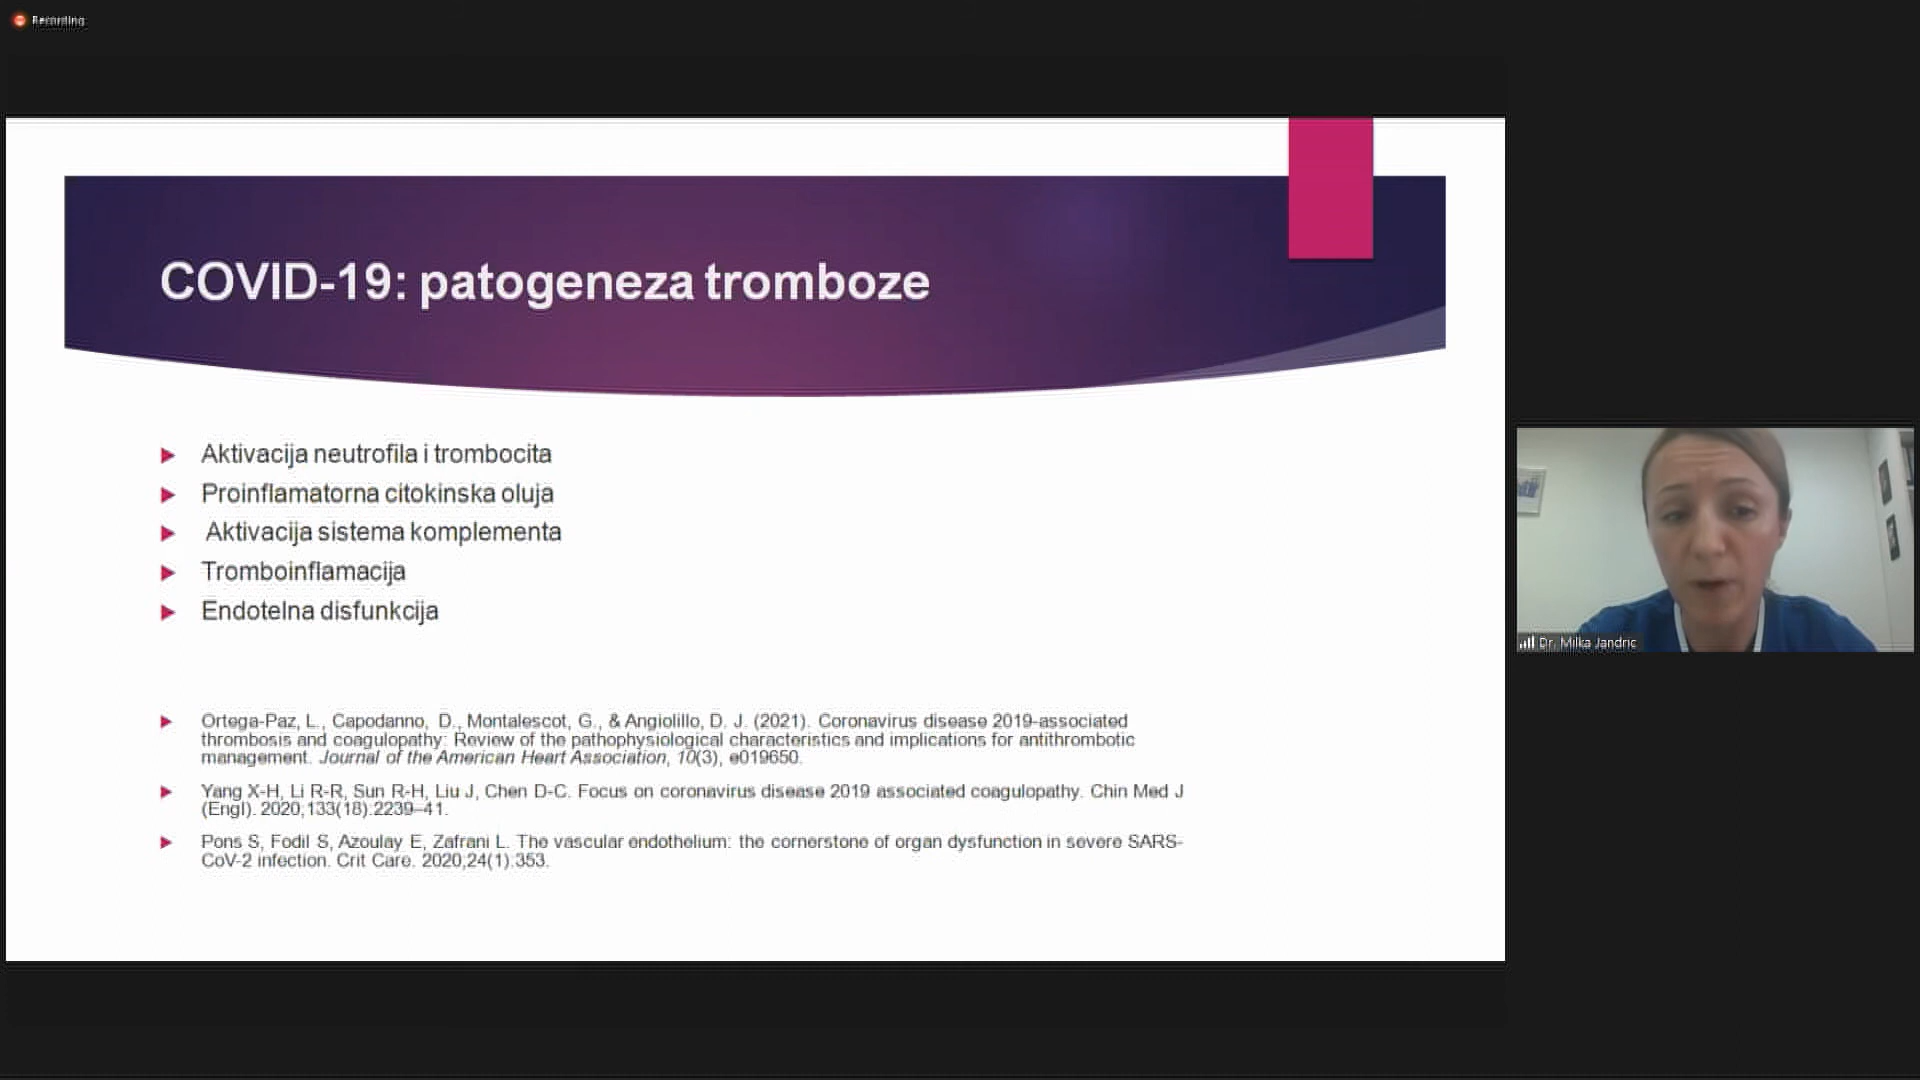 Recording
COVID-19: patogeneza tromboze
Aktivacija neutrofila i trombocita
Proinflamatorna citokinska oluja
Aktivacija sistema komplementa
Tromboinflamacija
Endotelna disfunkcija
Ortega-Paz, L., Capodanno, D., Montalescot, G., & Angiolillo, D. J. (2021). Coronavirus disease 2019-associated
thrombosis and coagulopathy: Review of the pathophysiological characteristics and implications for antithrombotic
management. Journal of the American Heart Association, 10(3), e019650.
Yang X-H, Li R-R, Sun R-H, Liu J, Chen D-C. Focus on coronavirus disease 2019 associated coagulopathy. Chin Med J
(Engl). 2020;133(18):2239–41.
Pons S, Fodil S, Azoulay E, Zafrani L. The vascular endothelium: the cornerstone of organ dysfunction in severe SARS-
CoV-2 infection. Crit Care. 2020;24(1):353.
Dr. Milka Jandric